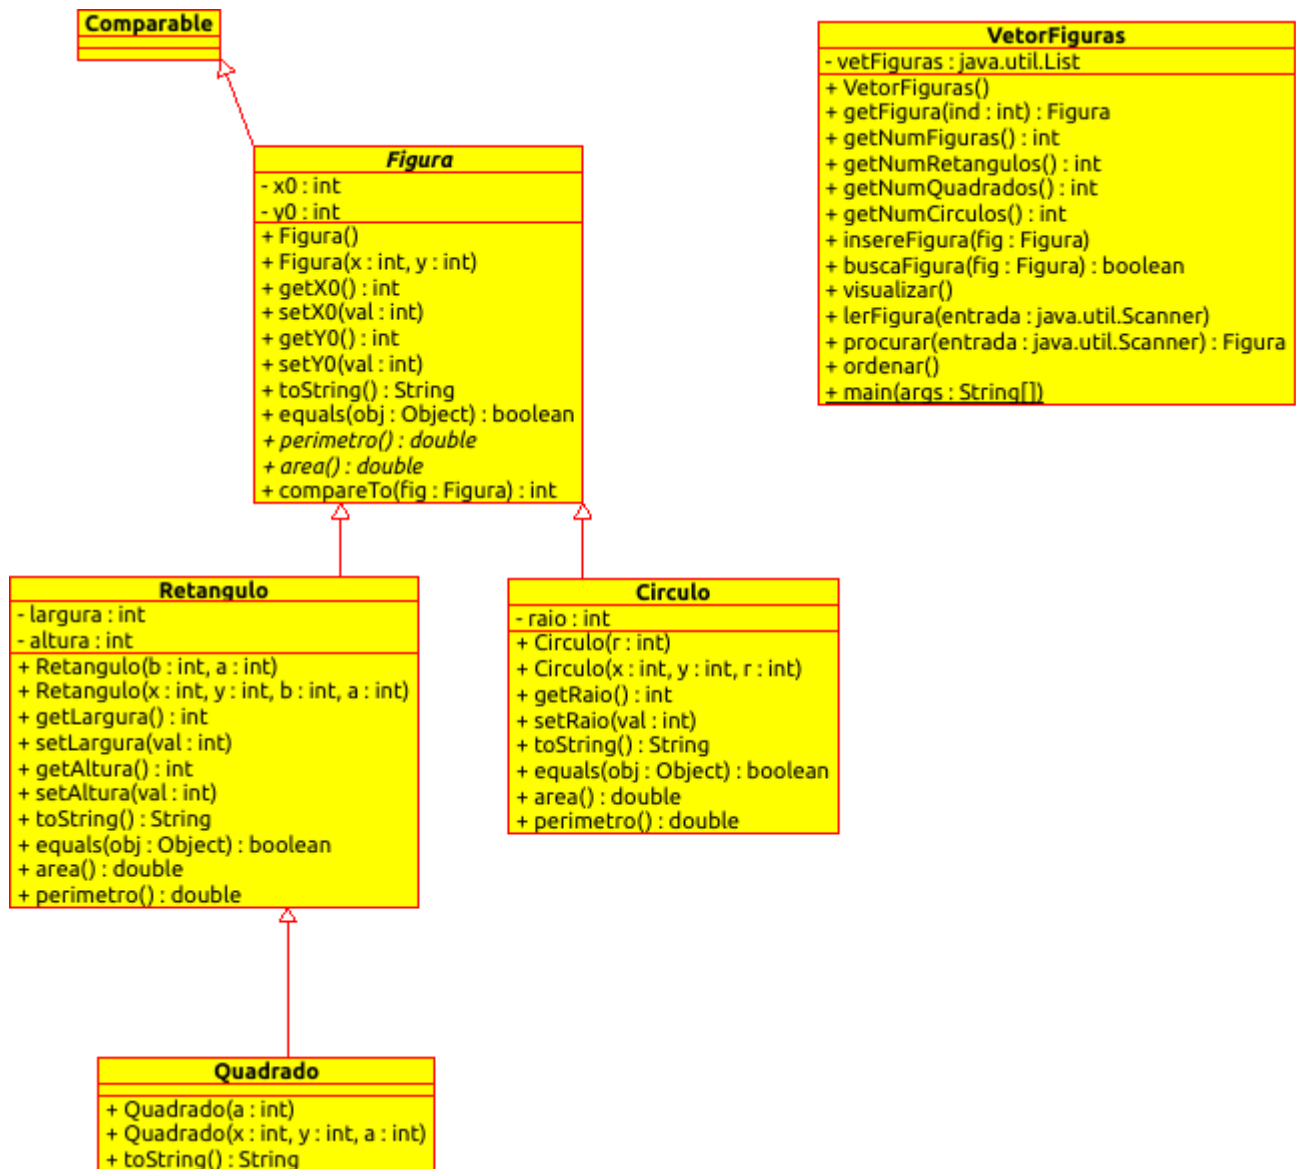 Comparable
VetorFiguras
- vetFiguras : java.util.List
+ VetorFiguras()
+ getFigura(ind : int) : Figura
+ getNumFiguras() : int
+ getNumRetangulos() : int
+ getNumQuadrados() : int
+ getNumCirculos() : int
+ insereFigura(fig : Figura)
+ buscaFigura(fig : Figura) : boolean
+ visualizar()
+ lerFigura(entrada : java.util.Scanner)
+ procurar(entrada : java.util.Scanner) : Figura
+ ordenar()
+ main(args : String[])
Figura
- x0 : int
- y0 : int
+ Figura()
+ Figura(x : int, y : int)
+ getX0() : int
+ setX0(val : int)
+ getY0() : int
+ setY0(val : int)
+ toString() : String
+ equals(obj : Object) : boolean
+ perimetro() : double
+ area() : double
+ compareTo(fig : Figura) : int
Retangulo
- largura : int
- altura : int
+ Retangulo(b : int, a : int)
+ Retangulo(x : int, y : int, b : int, a : int)
+ getLargura() : int
+ setLargura(val : int)
+ getAltura() : int
+ setAltura(val : int)
+ toString() : String
+ equals(obj : Object) : boolean
+ area() : double
+ perimetro() : double
Circulo
- raio : int
+ Circulo(r : int)
+ Circulo(x : int, y : int, r : int)
+ getRaio() : int
+ setRaio(val : int)
+ toString() : String
+ equals(obj : Object) : boolean
+ area() : double
+ perimetro() : double
Quadrado
+ Quadrado(a : int)
+ Quadrado(x : int, y : int, a : int)
+ toString() : String